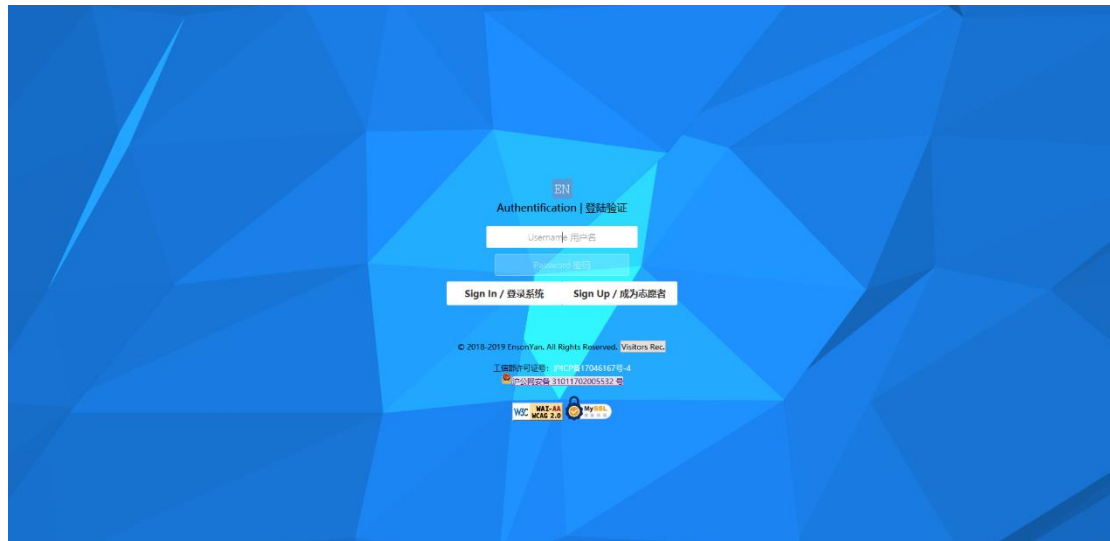 EN
Authentification | 登陆验证
Username 用户名
Password 密码
Sign In / 登录系统 Sign Up / 成为志愿者
© 2018-2019 EnsonYan. All Rights Reserved. Visitors Rec.
工信部许可证号: 沪ICP备17046167号-4
沪公网安备 31011702005532 号
W3C WAI-AA WCAG 2.0 MySSL